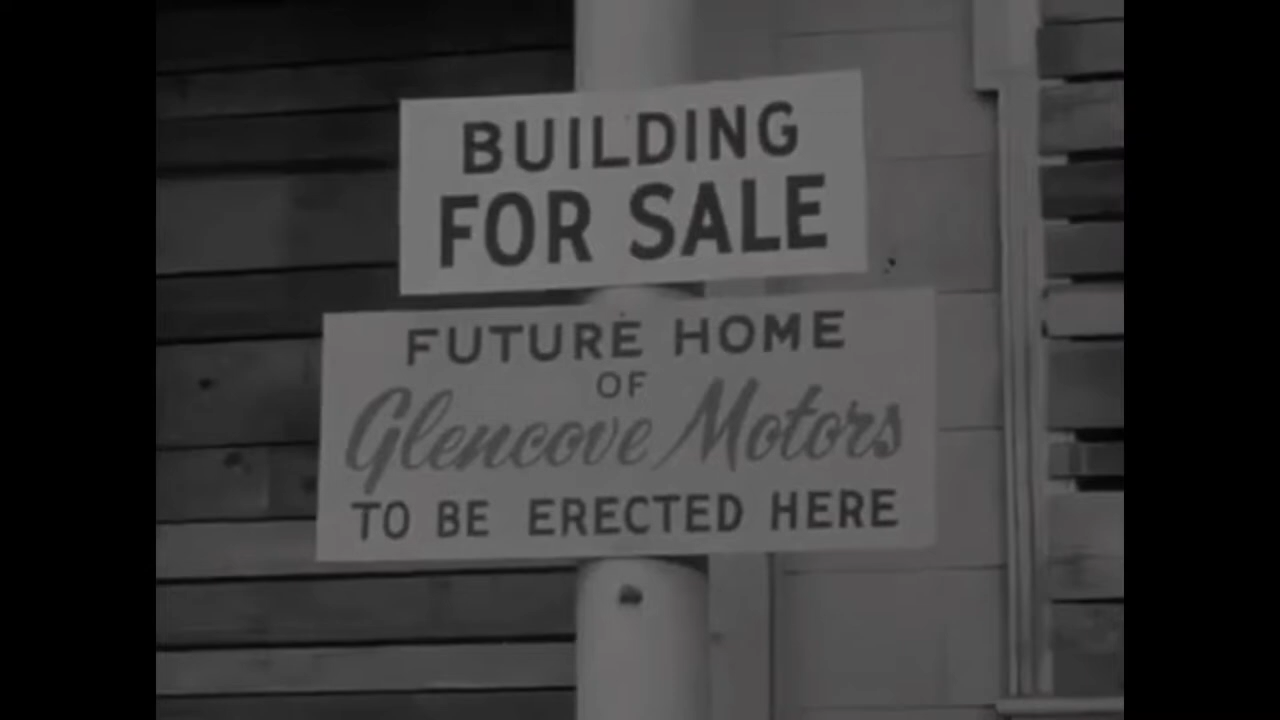 BUILDING
FOR SALE
FUTURE HOME
OF
Glencove Motors
TO BE ERECTED HERE